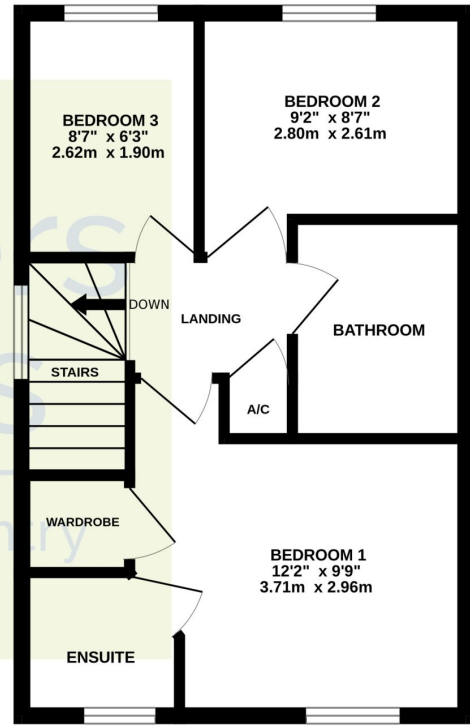 BEDROOM 3
8'7" x 6'3"
2.62m x 1.90m
BEDROOM 2
9'2" x 8'7"
2.80m x 2.61m
DOWN
LANDING
BATHROOM
STAIRS
A/C
WARDROBE
BEDROOM 1
12'2" x 9'9"
3.71m x 2.96m
ENSUITE